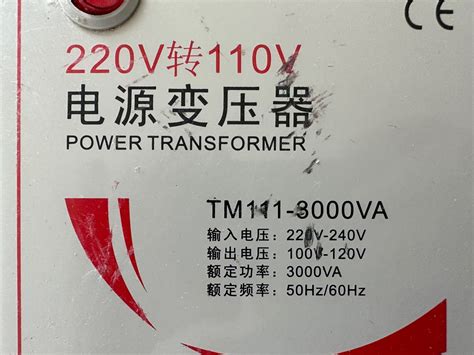 CE
220V转110V
电源变压器
POWER TRANSFORMER
TM111-3000VA
输入电压：220V-240V
输出电压：100V-120V
额定功率：3000VA
额定频率：50Hz/60Hz